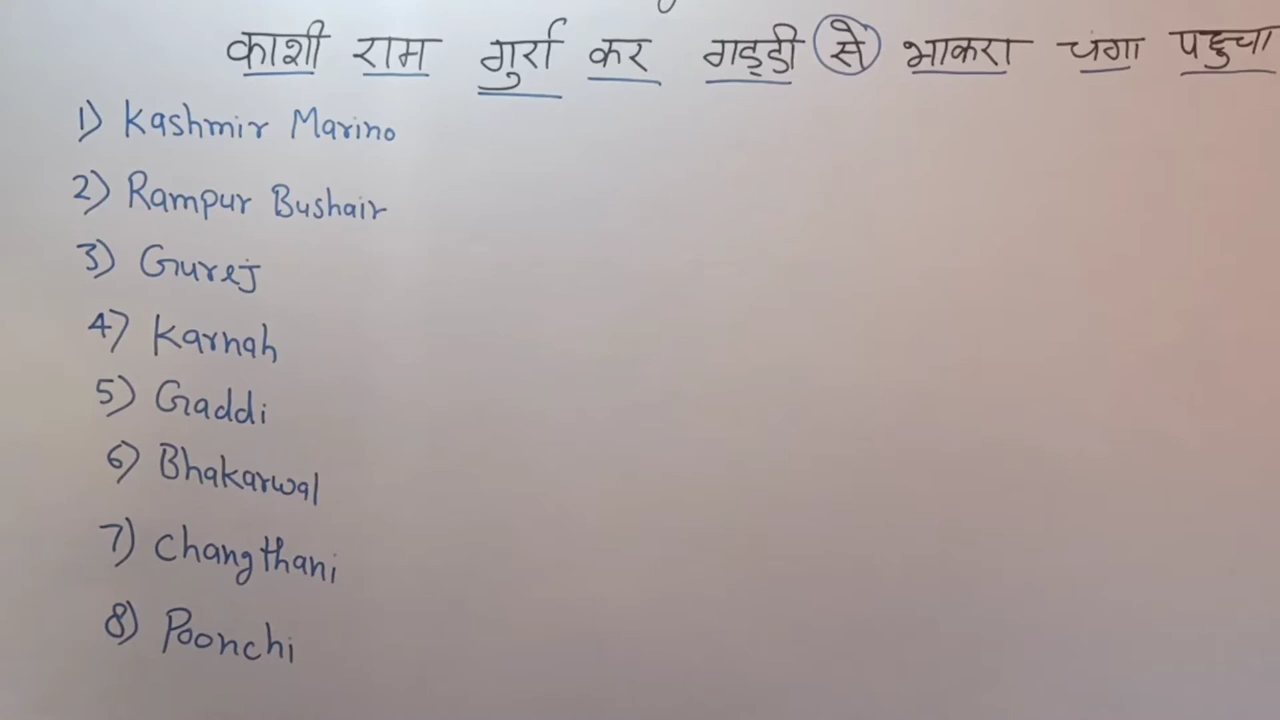 काशी राम गुर्रा कर गड्डी से भाकरा चंगा पहुचा
1) Kashmir Marino
2) Rampur Bushair
3) Gurej
4) Karnah
5) Gaddi
6) Bhakarwal
7) Changthani
8) Poonchi